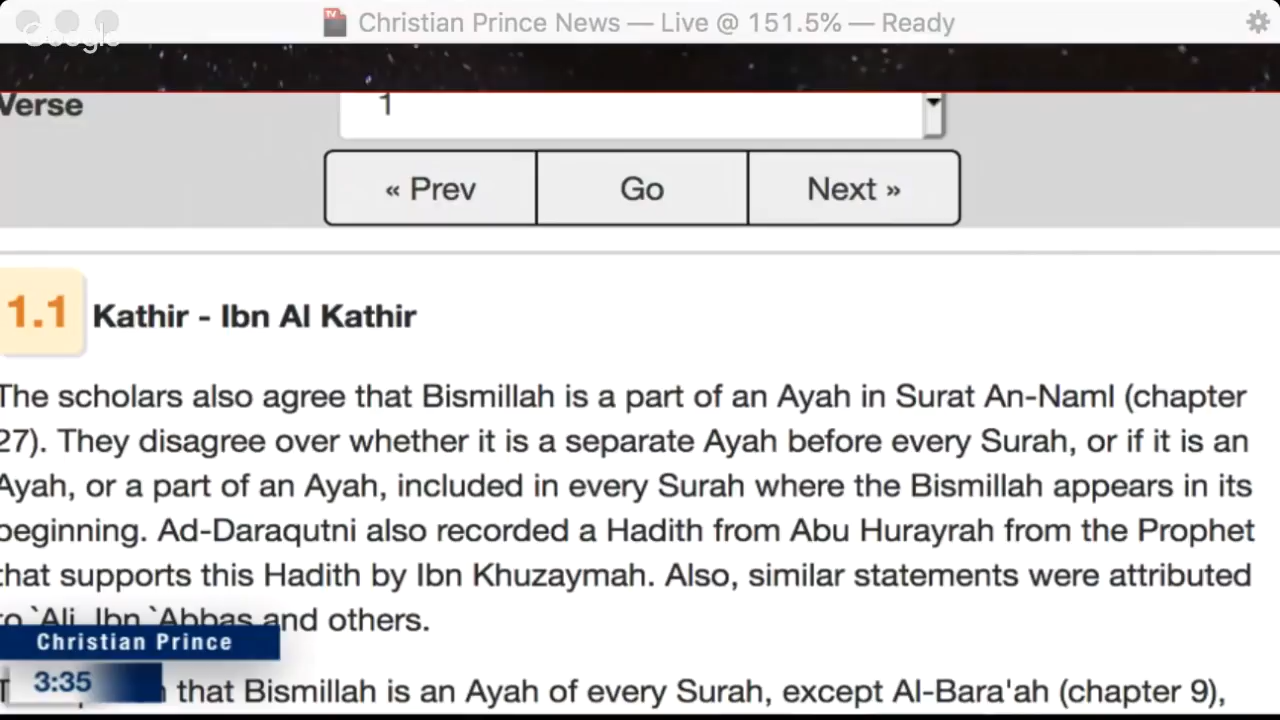 Christian Prince News — Live @ 151.5% — Ready
Google
Verse
1
« Prev
Go
Next »
1.1 Kathir - Ibn Al Kathir
The scholars also agree that Bismillah is a part of an Ayah in Surat An-Naml (chapter
27). They disagree over whether it is a separate Ayah before every Surah, or if it is an
Ayah, or a part of an Ayah, included in every Surah where the Bismillah appears in its
beginning. Ad-Daraqutni also recorded a Hadith from Abu Hurayrah from the Prophet
that supports this Hadith by Ibn Khuzaymah. Also, similar statements were attributed
to `Ali, Ibn `Abbas and others.
Christian Prince
3:35
that Bismillah is an Ayah of every Surah, except Al-Bara'ah (chapter 9),